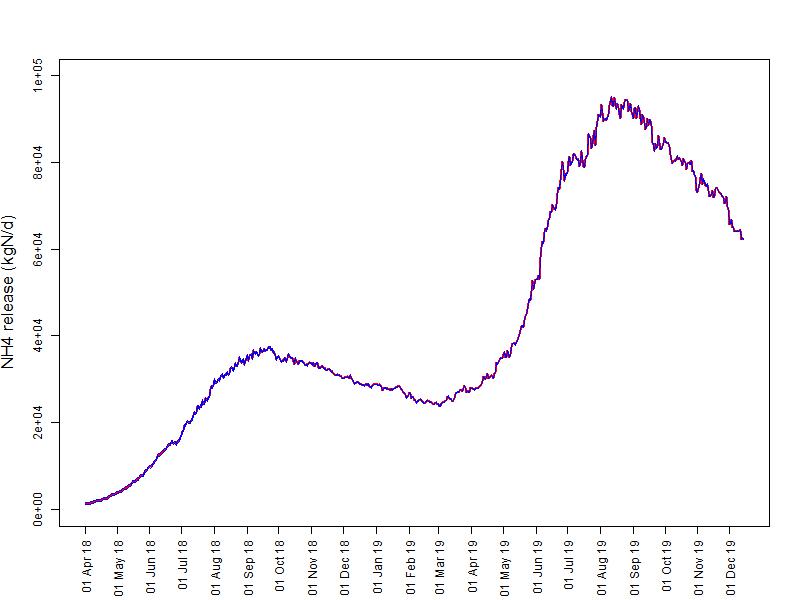 NH4 release (kgN/d)
1e+05
8e+04
6e+04
4e+04
2e+04
0e+00
01 Apr 18
01 May 18
01 Jun 18
01 Jul 18
01 Aug 18
01 Sep 18
01 Oct 18
01 Nov 18
01 Dec 18
01 Jan 19
01 Feb 19
01 Mar 19
01 Apr 19
01 May 19
01 Jun 19
01 Jul 19
01 Aug 19
01 Sep 19
01 Oct 19
01 Nov 19
01 Dec 19